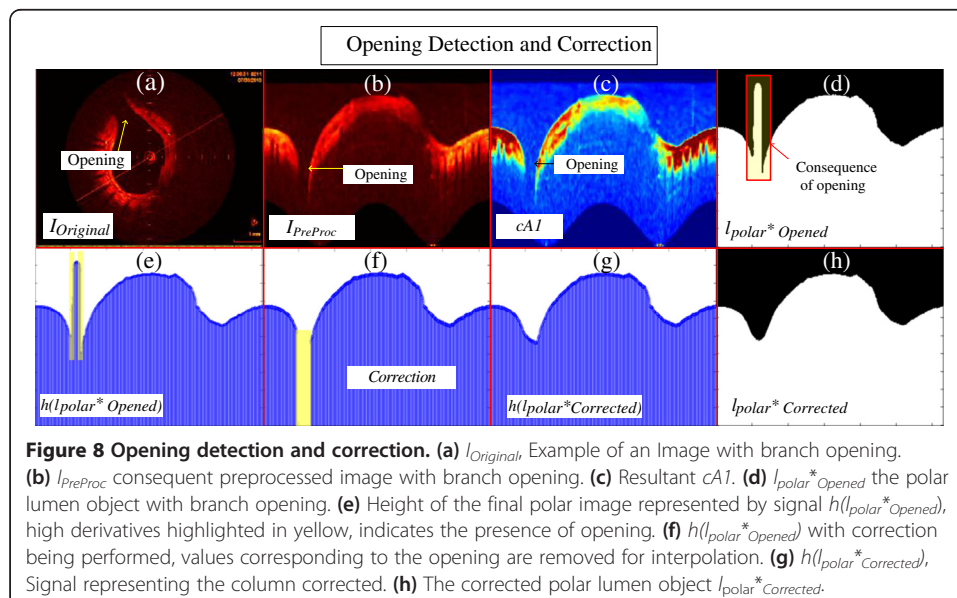 Opening Detection and Correction
(a)
(b)
(c)
(d)
Opening
Opening
Opening
Consequence
of opening
IOriginal
IPreProc
cA1
lpolar* Opened
(e)
(f)
(g)
(h)
Correction
h(lpolar* Opened)
h(lpolar*Corrected)
lpolar* Corrected
Figure 8 Opening detection and correction. (a) IOriginal, Example of an Image with branch opening.
(b) IPreProc consequent preprocessed image with branch opening. (c) Resultant cA1. (d) lpolar*Opened the polar
lumen object with branch opening. (e) Height of the final polar image represented by signal h(lpolar*Opened),
high derivatives highlighted in yellow, indicates the presence of opening. (f) h(lpolar*Opened) with correction
being performed, values corresponding to the opening are removed for interpolation. (g) h(lpolar*Corrected),
Signal representing the column corrected. (h) The corrected polar lumen object lpolar*Corrected.